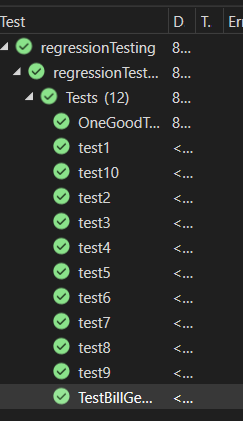 Test D T. Eri
regressionTesting 8...
regressionTest... 8...
Tests (12) 8...
OneGoodT... 8...
test1 <...
test10 <...
test2 <...
test3 <...
test4 <...
test5 <...
test6 <...
test7 <...
test8 <...
test9 <...
TestBillGe... <...